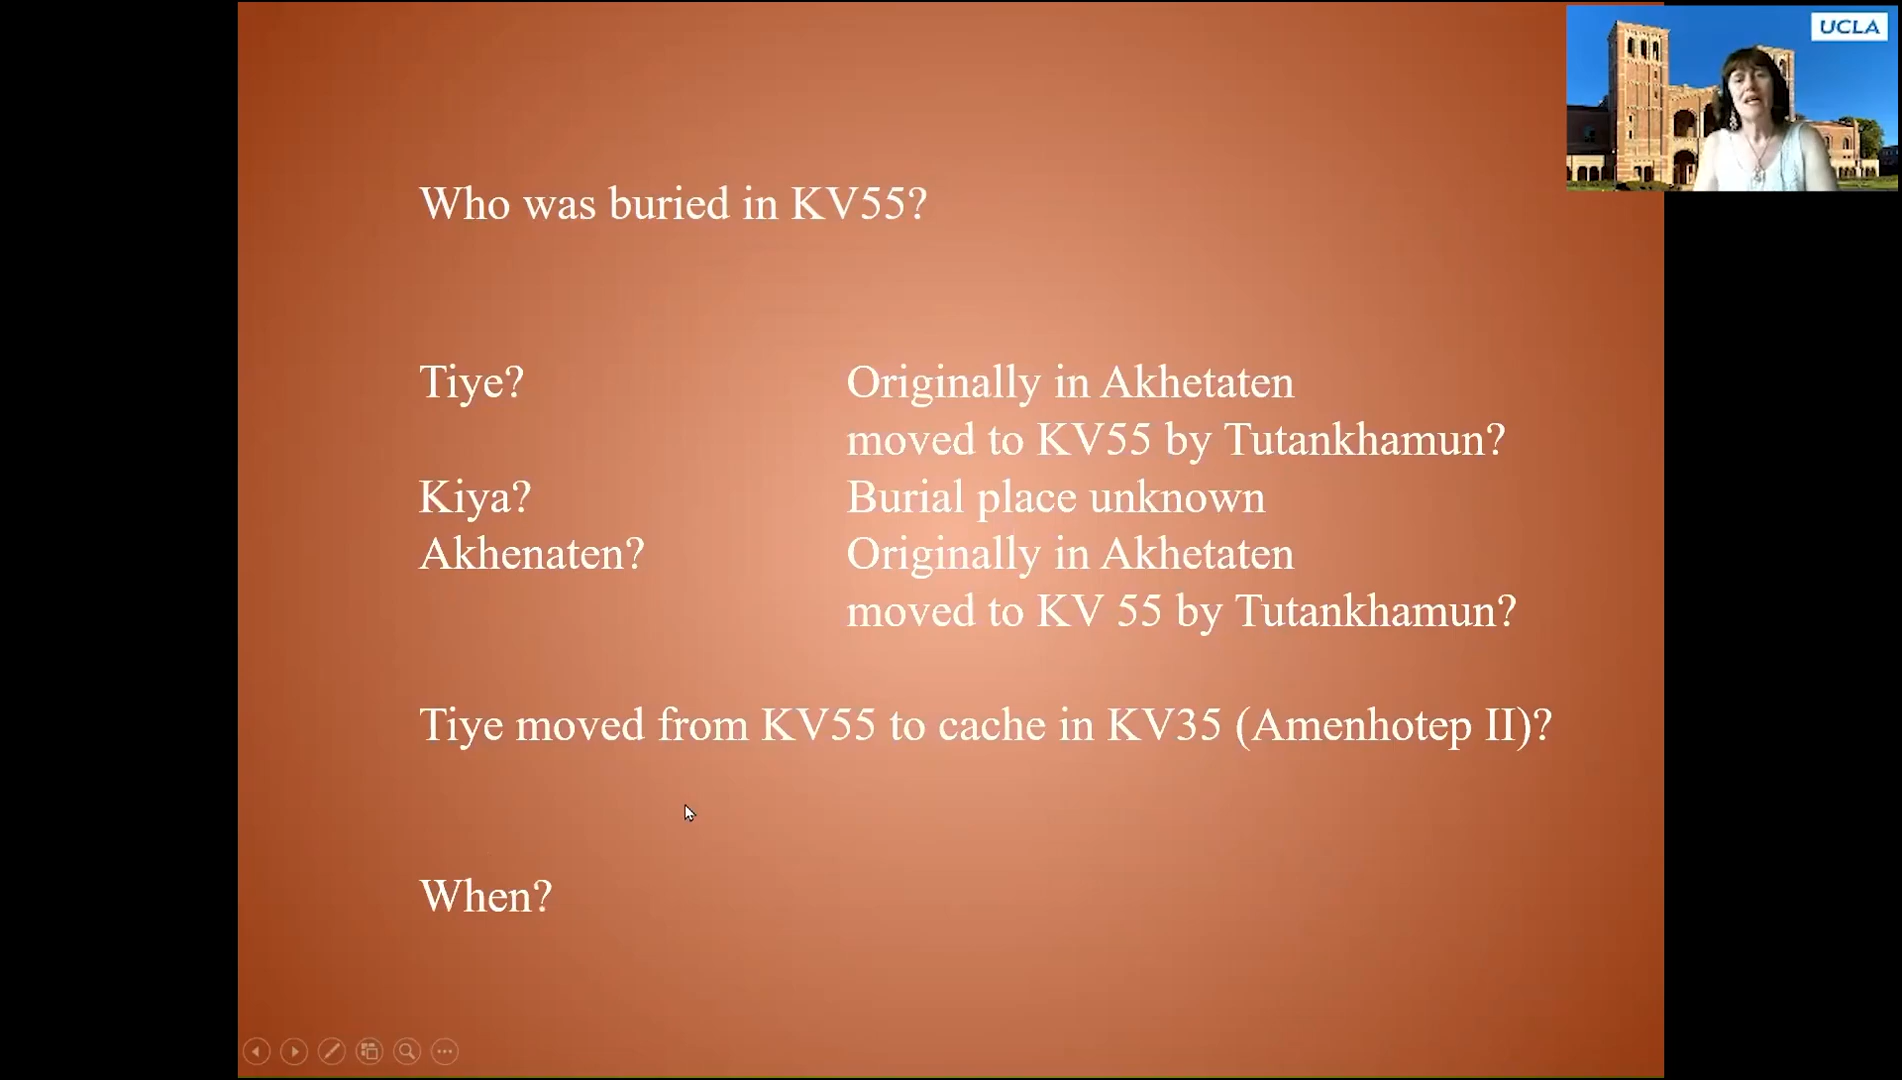 UCLA
Who was buried in KV55?
Tiye? Originally in Akhetaten
moved to KV55 by Tutankhamun?
Kiya? Burial place unknown
Akhenaten? Originally in Akhetaten
moved to KV 55 by Tutankhamun?
Tiye moved from KV55 to cache in KV35 (Amenhotep II)?
When?